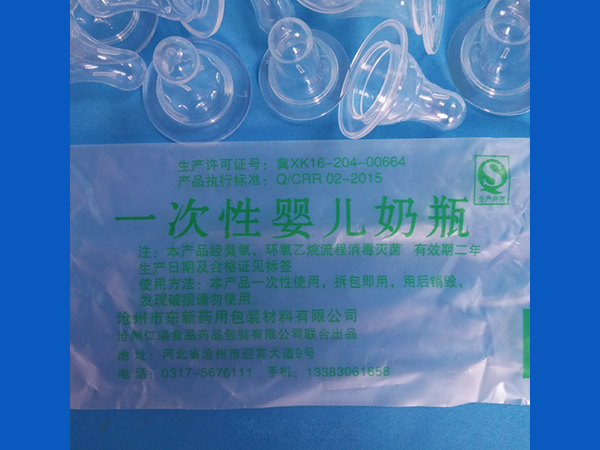 生产许可证号：冀XK16-204-00664
产品执行标准：Q/CRR 02-2015
生产许可
一次性婴儿奶瓶
注：本产品经臭氧、环氧乙烷流程消毒灭菌 有效期二年
生产日期及合格证见标签
使用方法：本产品一次性使用，拆包即用，用后销毁，
发现破损请勿使用。
沧州市东新药用包装材料有限公司
沧州仁瑞食品药品包装有限公司联合出品
地址：河北省沧州市迎宾大道9号
电话：0317-5676111 手机：13383061658